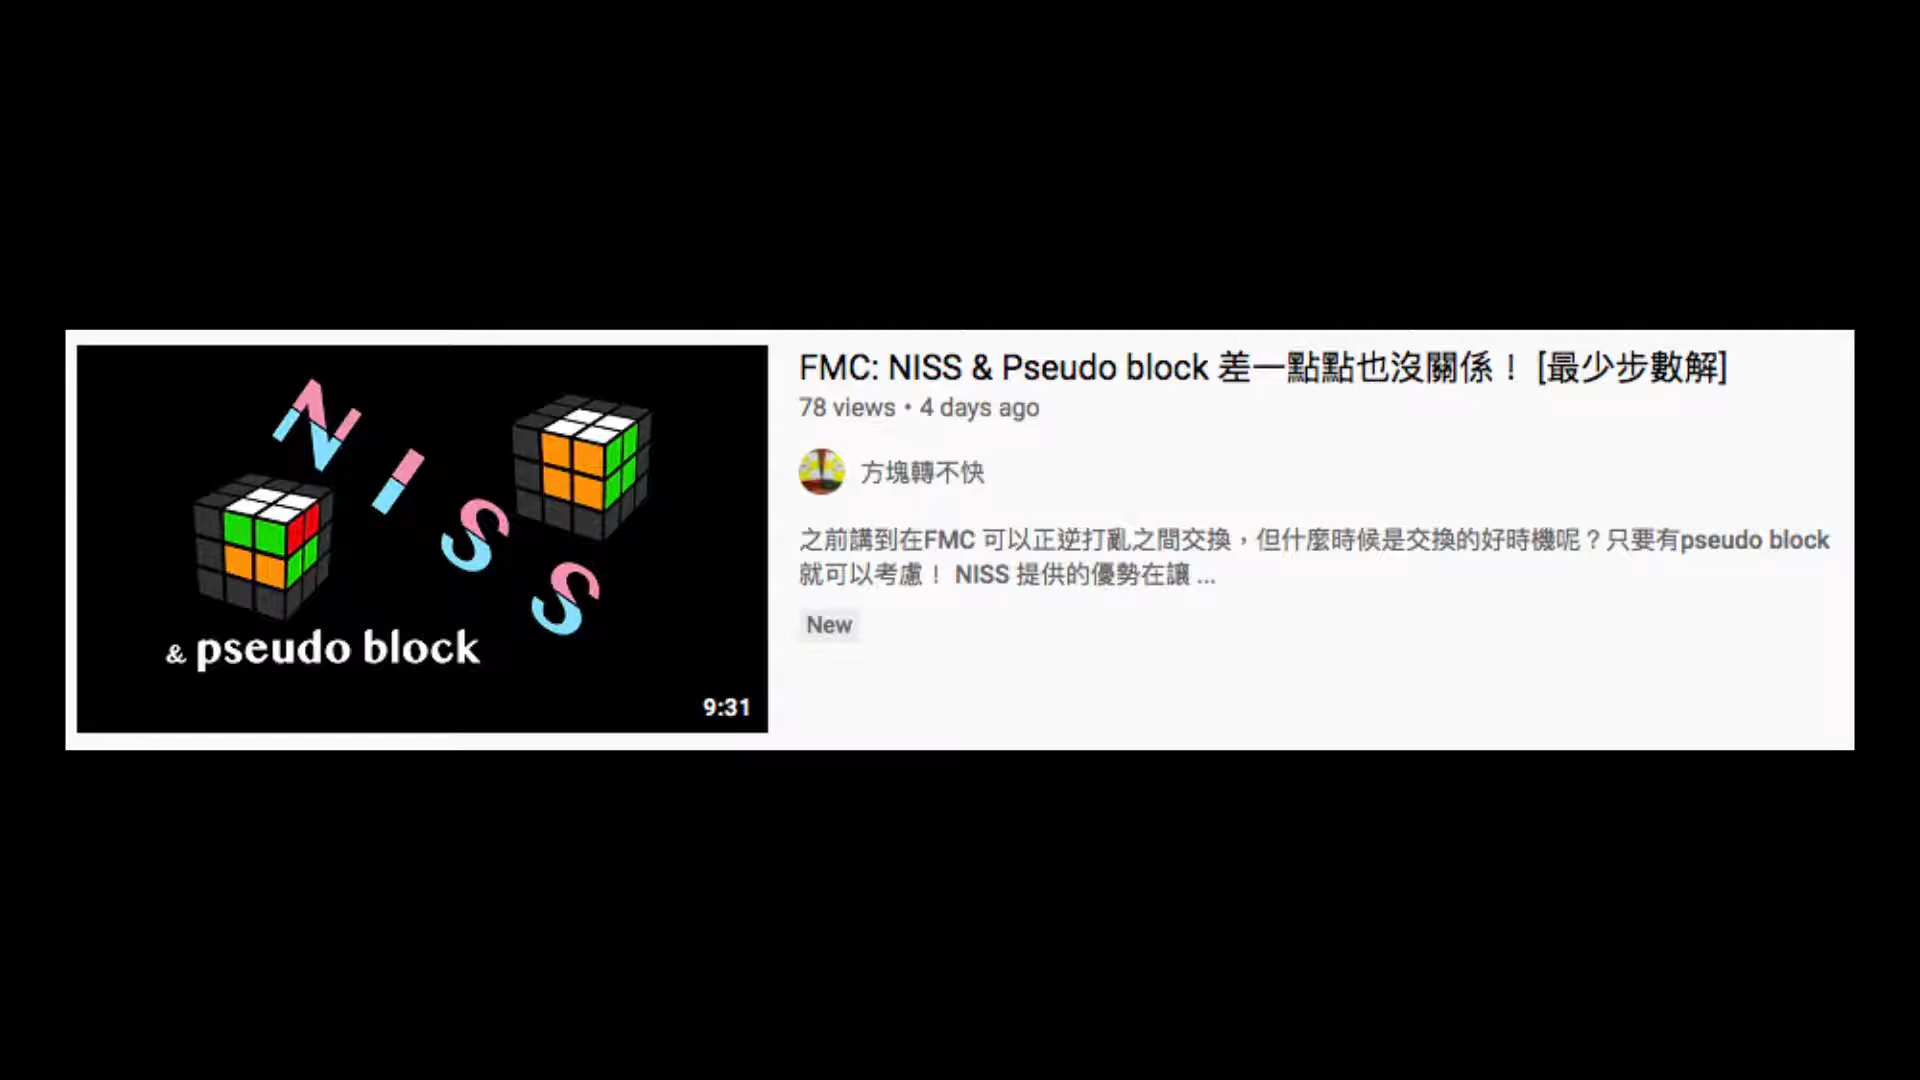 NISS
& pseudo block
9:31
FMC: NISS & Pseudo block 差一點點也沒關係！ [最少步數解]
78 views • 4 days ago
方塊轉不快
之前講到在FMC 可以正逆打亂之間交換，但什麼時候是交換的好時機呢？只要有pseudo block
就可以考慮！ NISS 提供的優勢在讓 ...
New